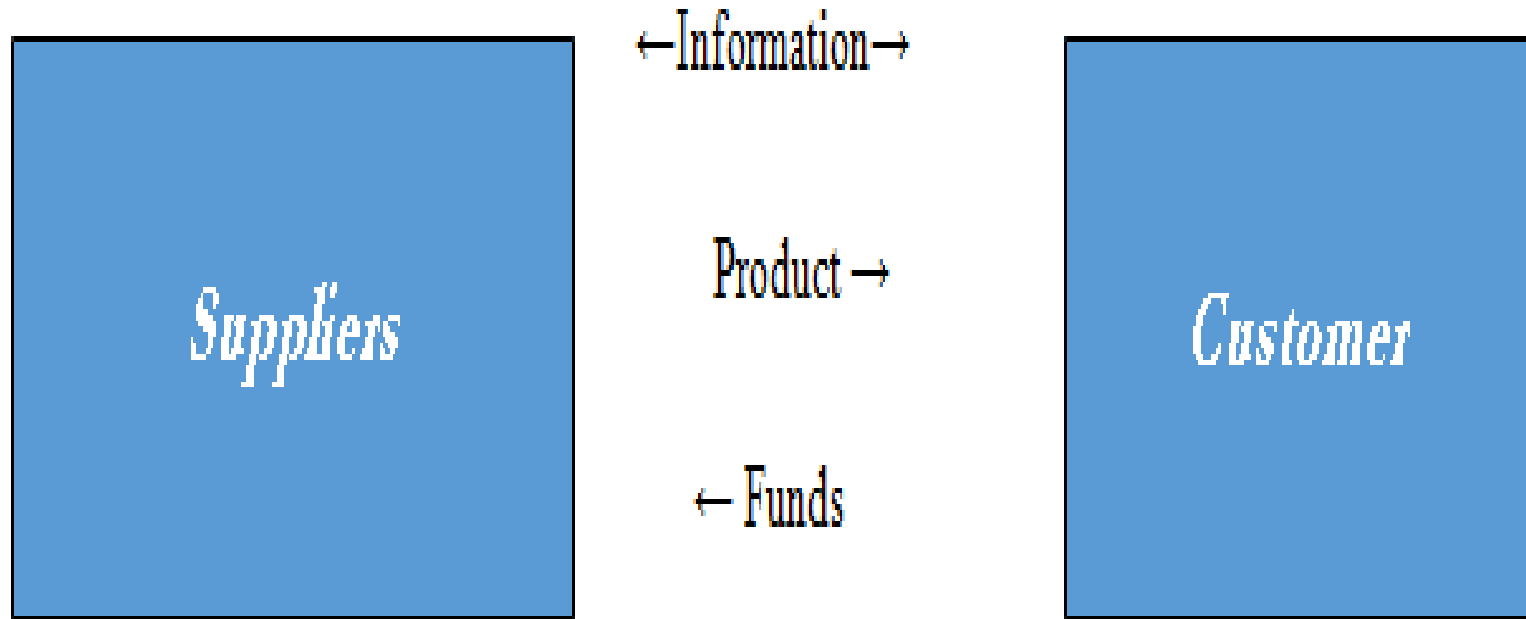 ←Information→
Product →
Suppliers
Customer
← Funds